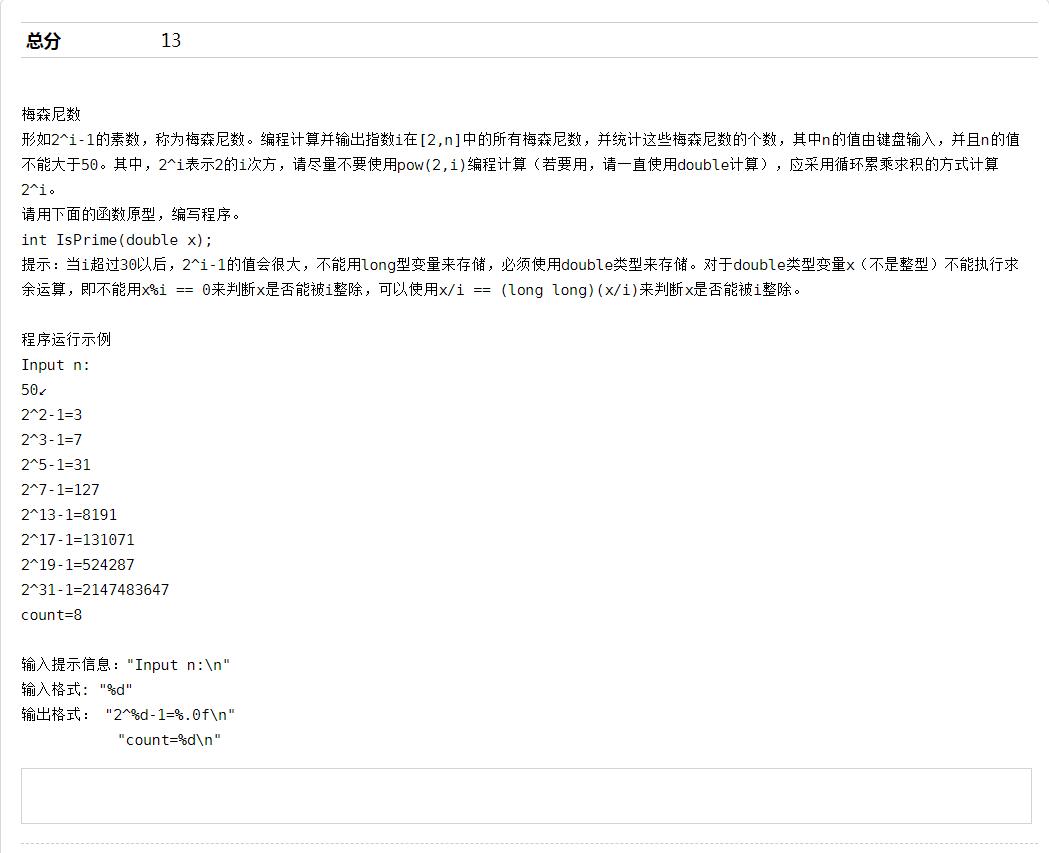 总分 13
梅森尼数
形如2^i-1的素数，称为梅森尼数。编程计算并输出指数i在[2,n]中的所有梅森尼数，并统计这些梅森尼数的个数，其中n的值由键盘输入，并且n的值
不能大于50。其中，2^i表示2的i次方，请尽量不要使用pow(2,i)编程计算（若要用，请一直使用double计算），应采用循环累乘求积的方式计算
2^i。
请用下面的函数原型，编写程序。
int IsPrime(double x);
提示：当i超过30以后，2^i-1的值会很大，不能用long型变量来存储，必须使用double类型来存储。对于double类型变量x（不是整型）不能执行求
余运算，即不能用x%i == 0来判断x是否能被i整除，可以使用x/i == (long long)(x/i)来判断x是否能被i整除。
程序运行示例
Input n:
50↙
2^2-1=3
2^3-1=7
2^5-1=31
2^7-1=127
2^13-1=8191
2^17-1=131071
2^19-1=524287
2^31-1=2147483647
count=8
输入提示信息："Input n:\n"
输入格式: "%d"
输出格式： "2^%d-1=%.0f\n"
"count=%d\n"